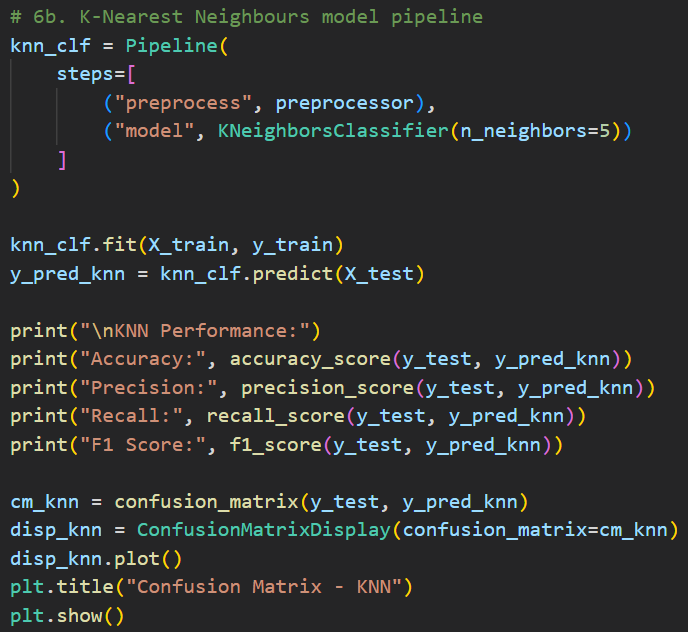 # 6b. K-Nearest Neighbours model pipeline
knn_clf = Pipeline(
    steps=[
        ("preprocess", preprocessor),
        ("model", KNeighborsClassifier(n_neighbors=5))
    ]
)

knn_clf.fit(X_train, y_train)
y_pred_knn = knn_clf.predict(X_test)

print("\nKNN Performance:")
print("Accuracy:", accuracy_score(y_test, y_pred_knn))
print("Precision:", precision_score(y_test, y_pred_knn))
print("Recall:", recall_score(y_test, y_pred_knn))
print("F1 Score:", f1_score(y_test, y_pred_knn))

cm_knn = confusion_matrix(y_test, y_pred_knn)
disp_knn = ConfusionMatrixDisplay(confusion_matrix=cm_knn)
disp_knn.plot()
plt.title("Confusion Matrix - KNN")
plt.show()